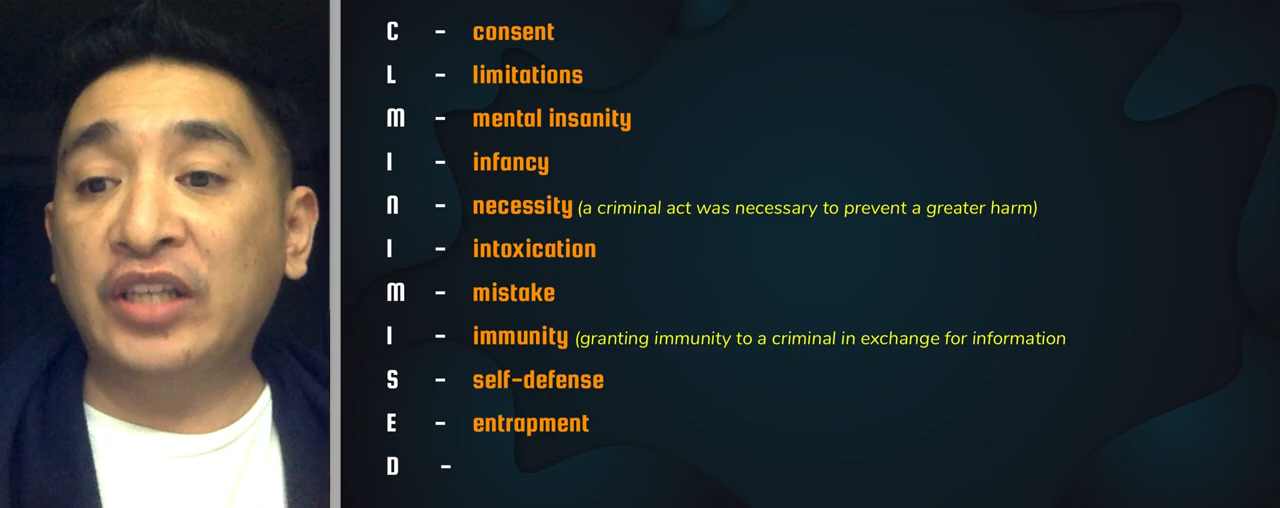 C - consent
L - limitations
M - mental insanity
I - infancy
N - necessity (a criminal act was necessary to prevent a greater harm)
I - intoxication
M - mistake
I - immunity (granting immunity to a criminal in exchange for information
S - self-defense
E - entrapment
D -